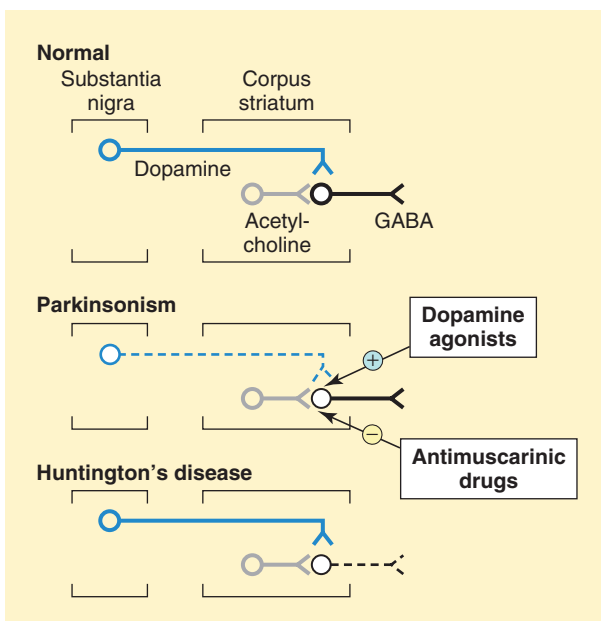 Normal
Substantia
nigra
Corpus
striatum
Dopamine
Acetyl-
choline
GABA
Parkinsonism
Dopamine
agonists
+
−
Antimuscarinic
drugs
Huntington's disease